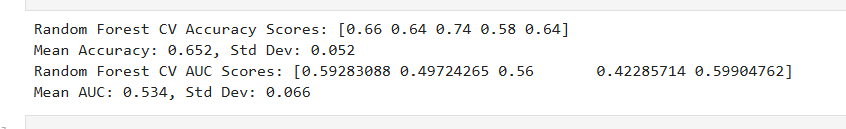 Random Forest CV Accuracy Scores: [0.66 0.64 0.74 0.58 0.64]
Mean Accuracy: 0.652, Std Dev: 0.052
Random Forest CV AUC Scores: [0.59283088 0.49724265 0.56       0.42285714 0.59904762]
Mean AUC: 0.534, Std Dev: 0.066